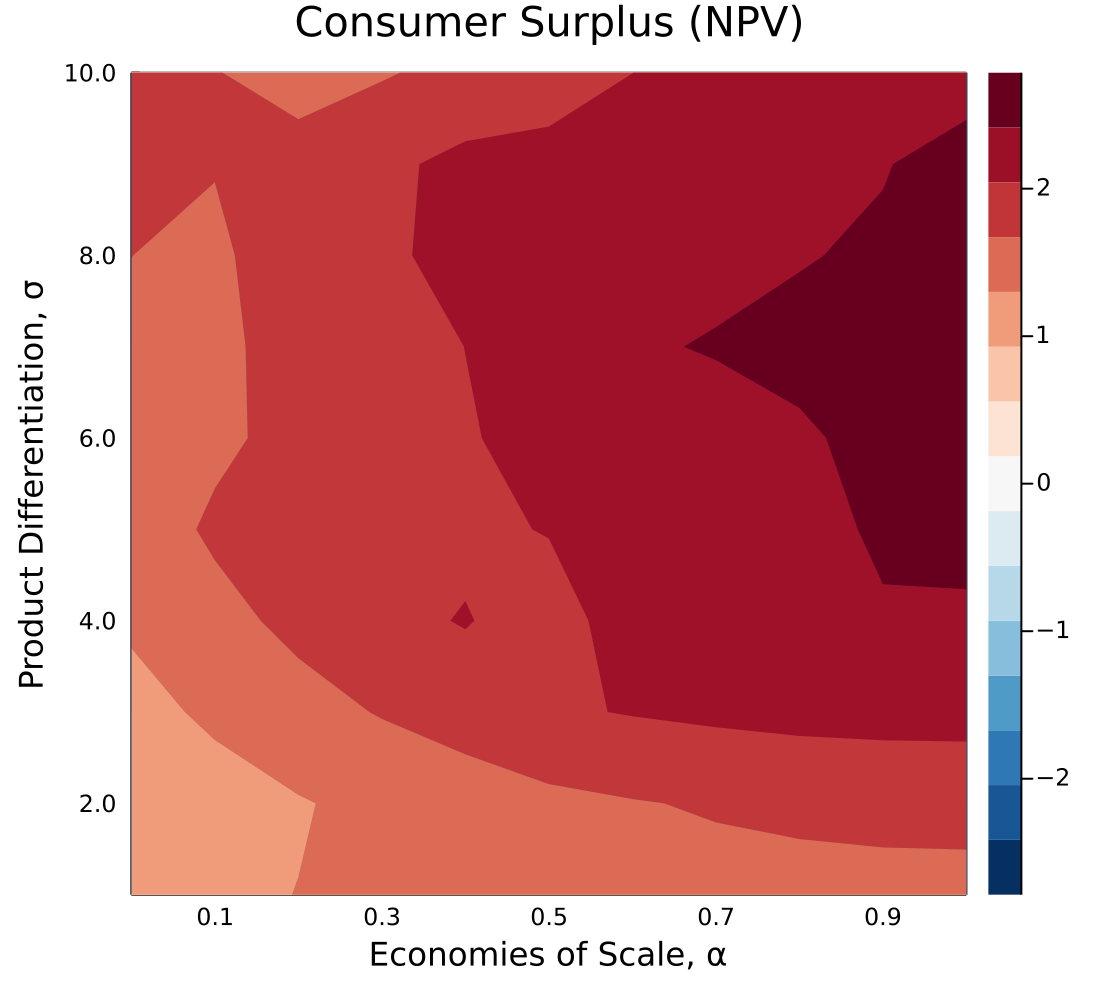 Consumer Surplus (NPV)
10.0
8.0
6.0
4.0
2.0
Product Differentiation, σ
0.1 0.3 0.5 0.7 0.9
Economies of Scale, α
2
1
0
−1
−2